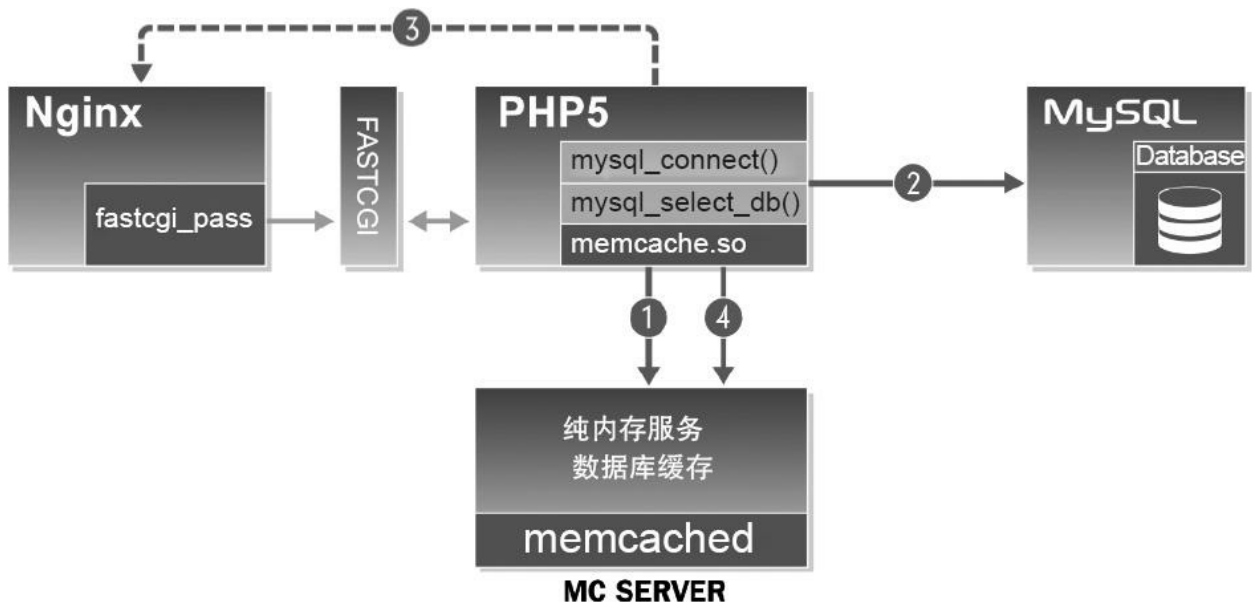 3
Nginx
fastcgi_pass
FASTCGI
PHP5
mysql_connect()
mysql_select_db()
memcache.so
2
MySQL
Database
1
4
纯内存服务
数据库缓存
memcached
MC SERVER